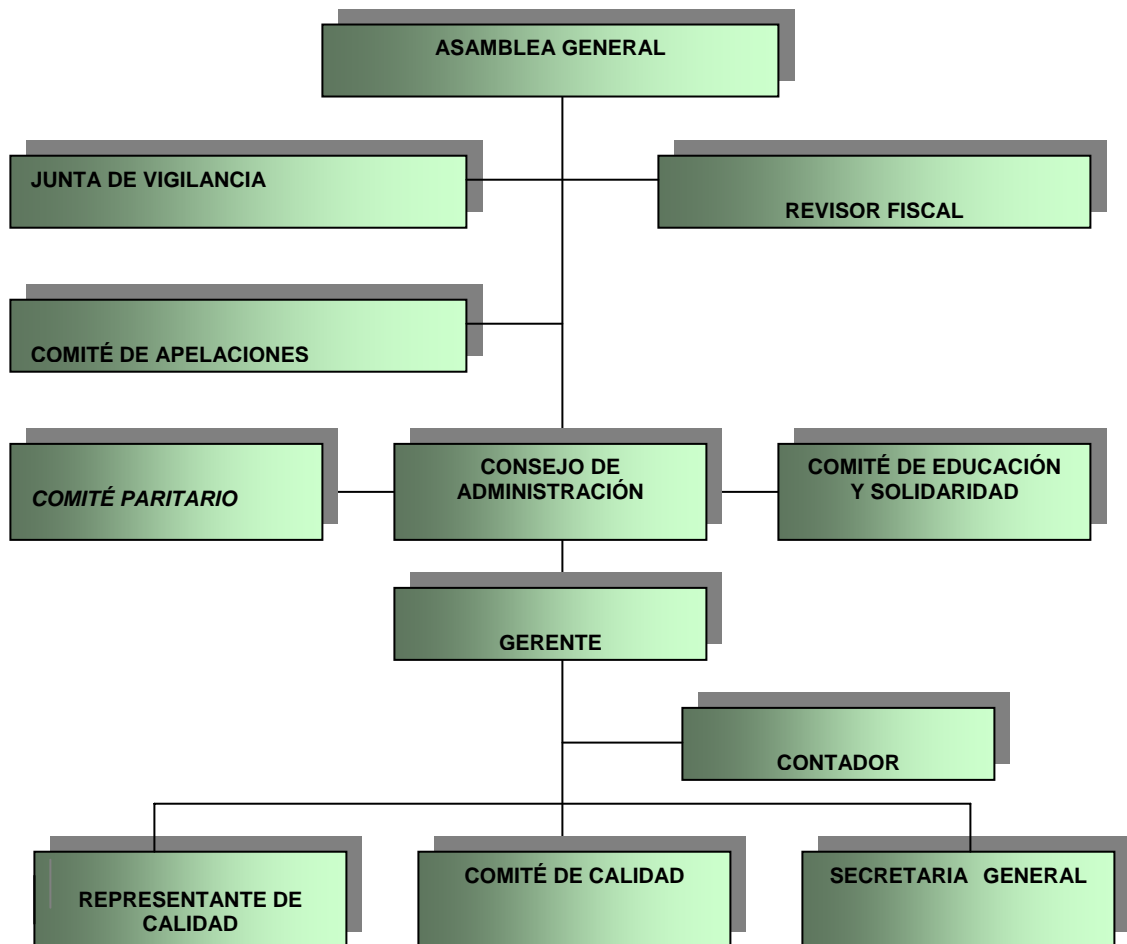 ASAMBLEA GENERAL
JUNTA DE VIGILANCIA
REVISOR FISCAL
COMITÉ DE APELACIONES
COMITÉ PARITARIO
CONSEJO DE
ADMINISTRACIÓN
COMITÉ DE EDUCACIÓN
Y SOLIDARIDAD
GERENTE
CONTADOR
REPRESENTANTE DE
CALIDAD
COMITÉ DE CALIDAD
SECRETARIA GENERAL